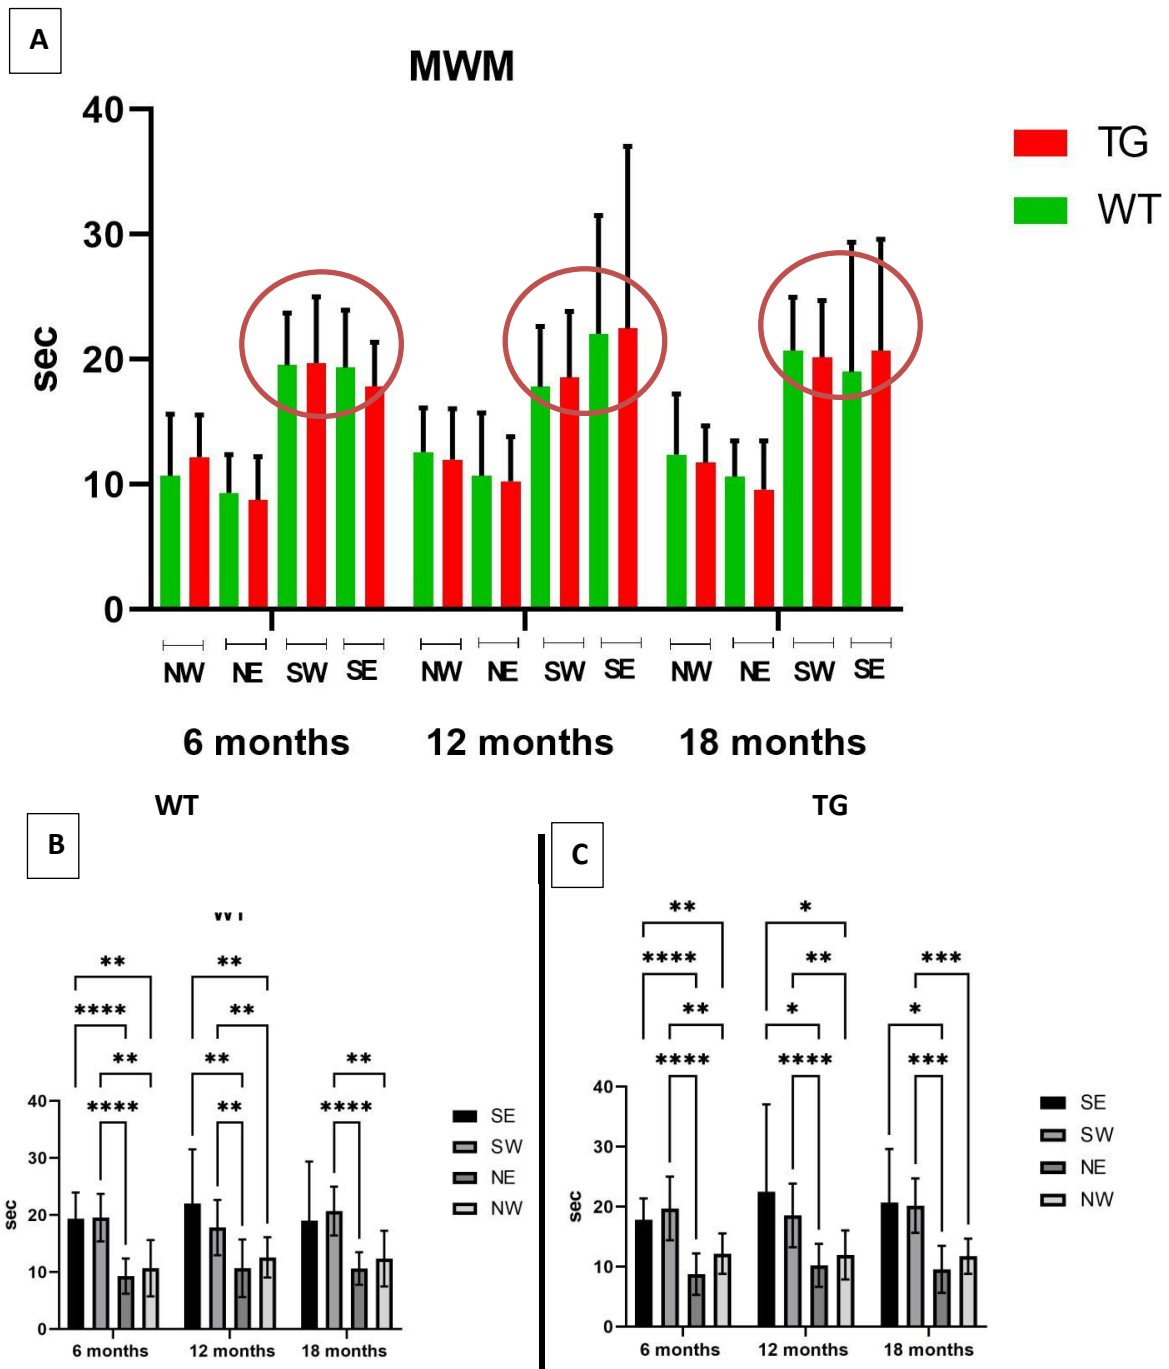 A
MWM
TG
WT
40
30
20
10
0
sec
NW NE SW SE NW NE SW SE NW NE SW SE
6 months 12 months 18 months
WT
B
** **
****
**
** **
** **
**** ** ****
40
30
20
10
0
sec
SE
SW
NE
NW
6 months 12 months 18 months
TG
C
** *
**** ** ***
** * *
**** **** ***
40
30
20
10
0
sec
SE
SW
NE
NW
6 months 12 months 18 months